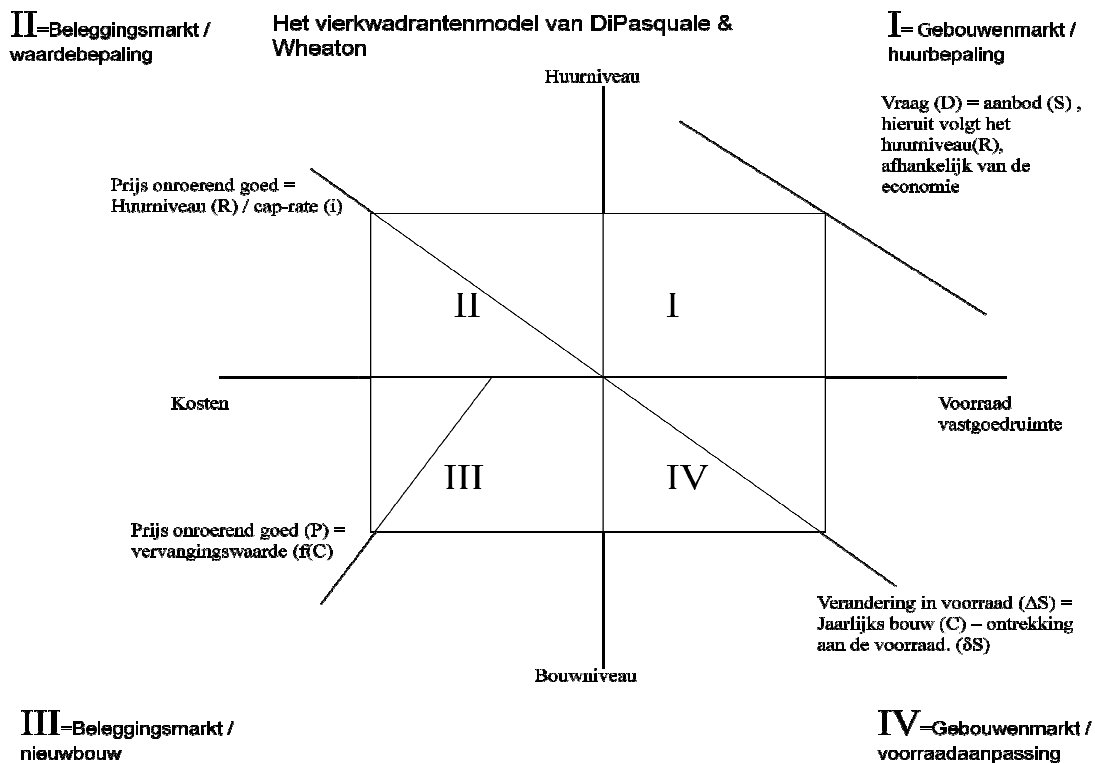 II=Beleggingsmarkt /
waardebepaling
Het vierkwadrantenmodel van DiPasquale &
Wheaton
I= Gebouwenmarkt /
huurbepaling
Huurniveau
Vraag (D) = aanbod (S) ,
hieruit volgt het
huurniveau(R),
afhankelijk van de
economie
Prijs onroerend goed =
Huurniveau (R) / cap-rate (i)
II
I
Kosten
Voorraad
vastgoedruimte
III
IV
Prijs onroerend goed (P) =
vervangingswaarde (f(C)
Verandering in voorraad (ΔS) =
Jaarlijks bouw (C) – ontrekking
aan de voorraad. (δS)
Bouwniveau
III=Beleggingsmarkt /
nieuwbouw
IV=Gebouwenmarkt /
voorraadaanpassing